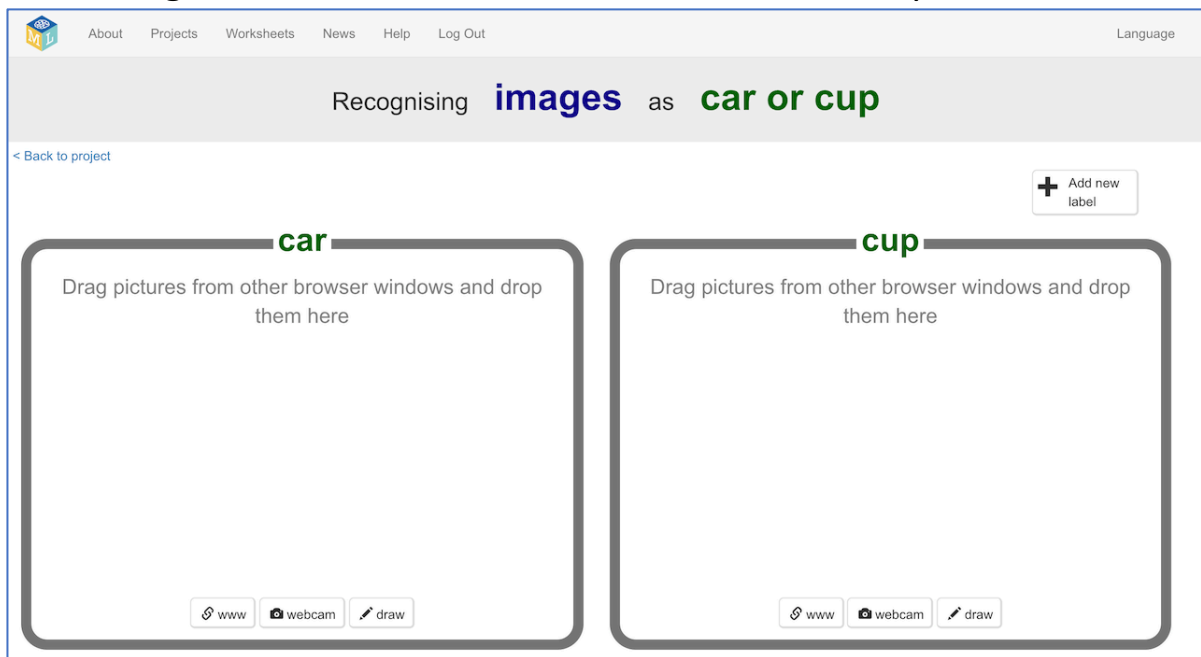 ML
About Projects Worksheets News Help Log Out Language
Recognising images as car or cup
< Back to project
Add new
label
car cup
Drag pictures from other browser windows and drop
them here
Drag pictures from other browser windows and drop
them here
www webcam draw www webcam draw